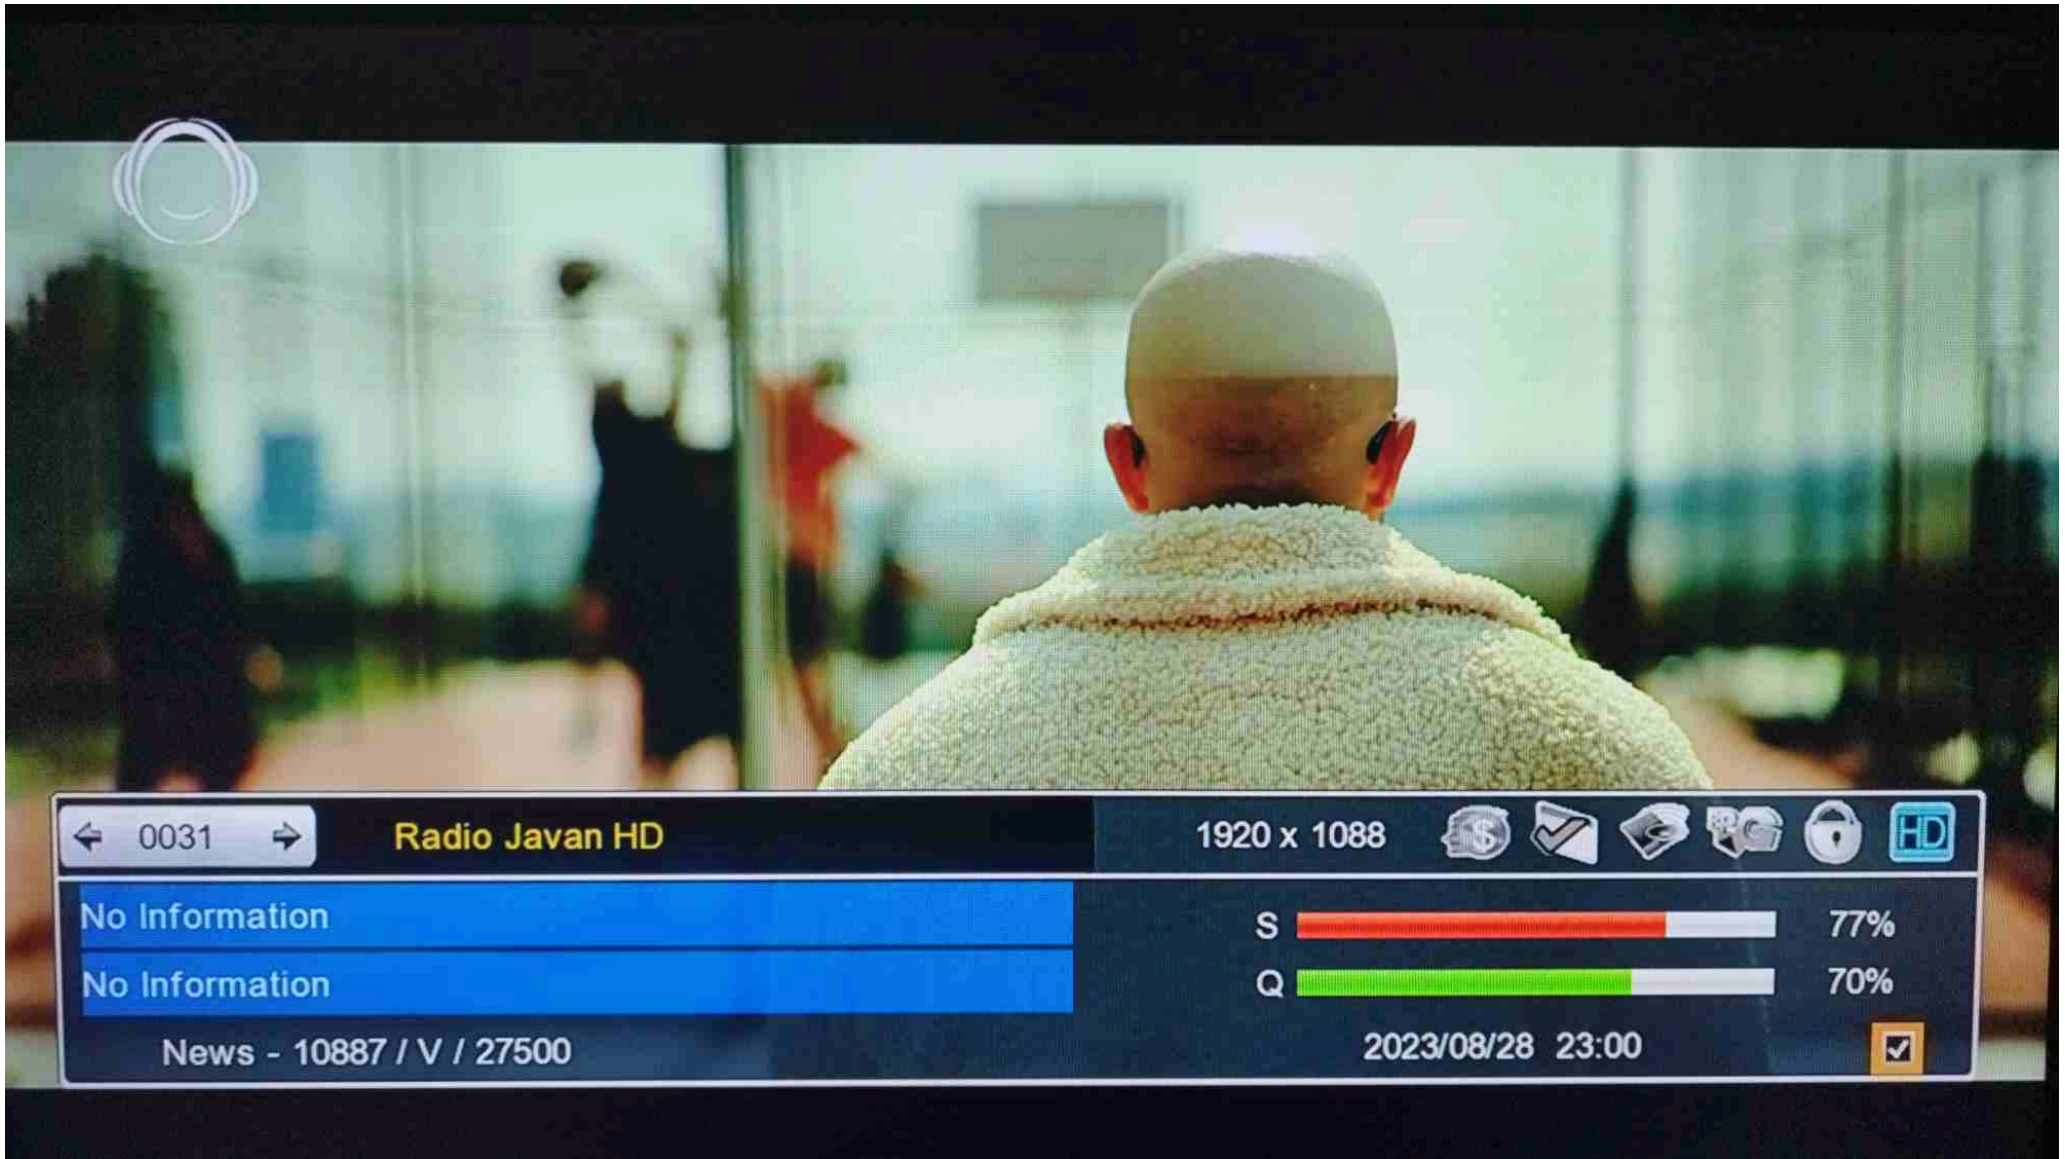 0031
Radio Javan HD
1920 x 1088
HD
No Information
S
77%
No Information
Q
70%
News - 10887 / V / 27500
2023/08/28 23:00